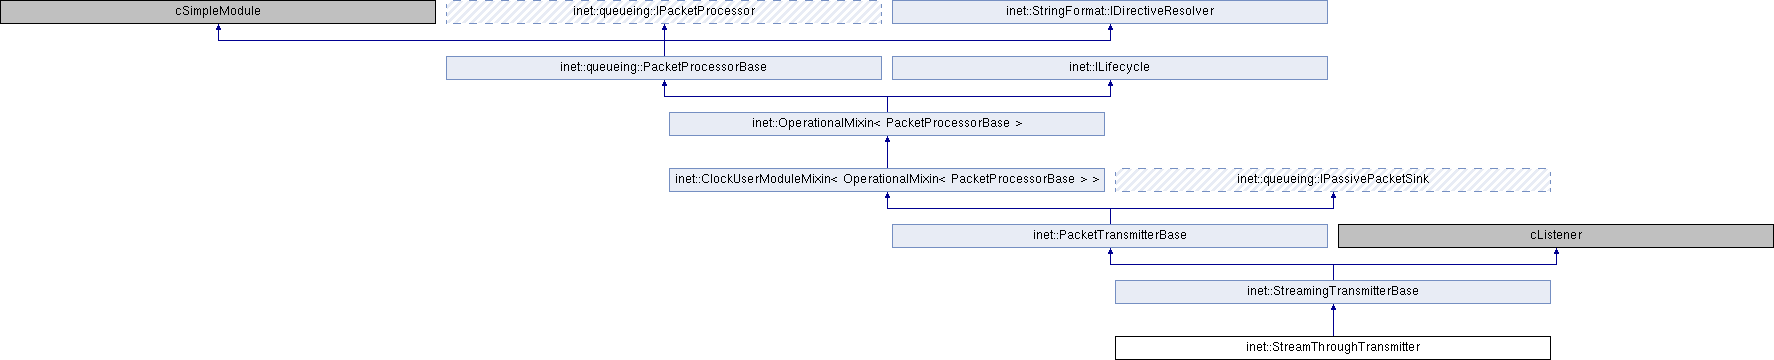 cSimpleModule
inet::queueing::IPacketProcessor
inet::StringFormat::IDirectiveResolver
inet::queueing::PacketProcessorBase
inet::ILifecycle
inet::OperationalMixin< PacketProcessorBase >
inet::ClockUserModuleMixin< OperationalMixin< PacketProcessorBase > >
inet::queueing::IPassivePacketSink
inet::PacketTransmitterBase
cListener
inet::StreamingTransmitterBase
inet::StreamThroughTransmitter